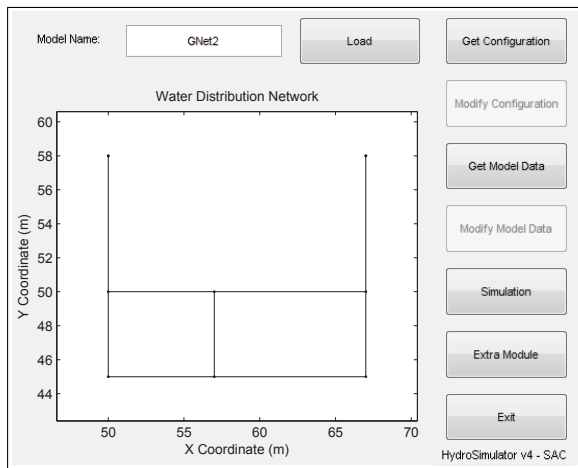 Model Name:
GNet2
Load
Get Configuration
Modify Configuration
Get Model Data
Modify Model Data
Simulation
Extra Module
Exit
HydroSimulator v4 - SAC
Water Distribution Network
60
58
56
54
52
50
48
46
44
Y Coordinate (m)
50
55
60
65
70
X Coordinate (m)